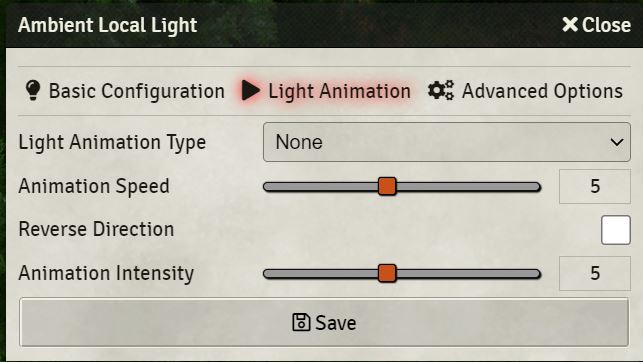 Ambient Local Light Close
Basic Configuration Light Animation Advanced Options
Light Animation Type None
Animation Speed 5
Reverse Direction
Animation Intensity 5
Save